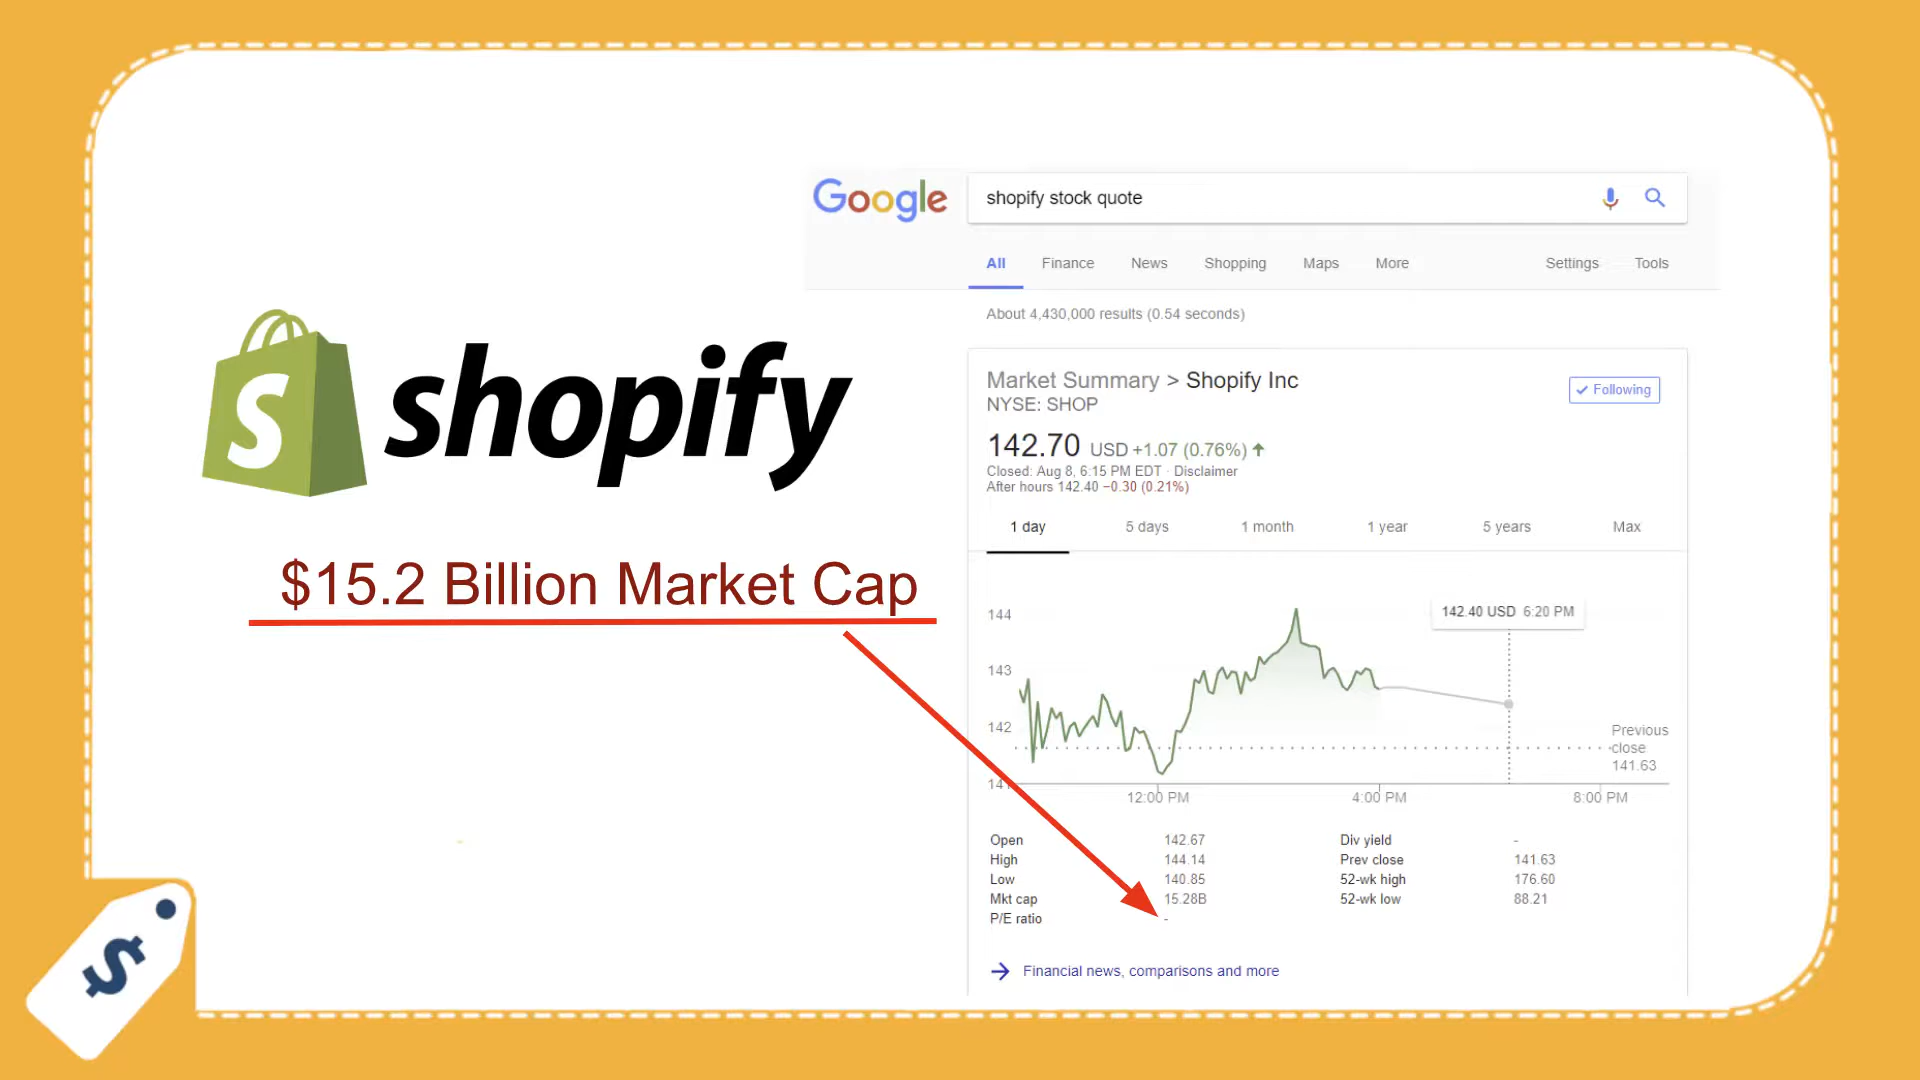 Google
shopify stock quote
All Finance News Shopping Maps More Settings Tools
About 4,430,000 results (0.54 seconds)
S shopify
$15.2 Billion Market Cap
Market Summary > Shopify Inc
Following
NYSE: SHOP
142.70 USD +1.07 (0.76%)
Closed: Aug 8, 6:15 PM EDT · Disclaimer
After hours 142.40 −0.30 (0.21%)
1 day 5 days 1 month 1 year 5 years Max
142.40 USD 6:20 PM
144
143
142
Previous
close
141.63
12:00 PM 4:00 PM 8:00 PM
Open 142.67 Div yield -
High 144.14 Prev close 141.63
Low 140.85 52-wk high 176.60
Mkt cap 15.28B 52-wk low 88.21
P/E ratio -
Financial news, comparisons and more
$